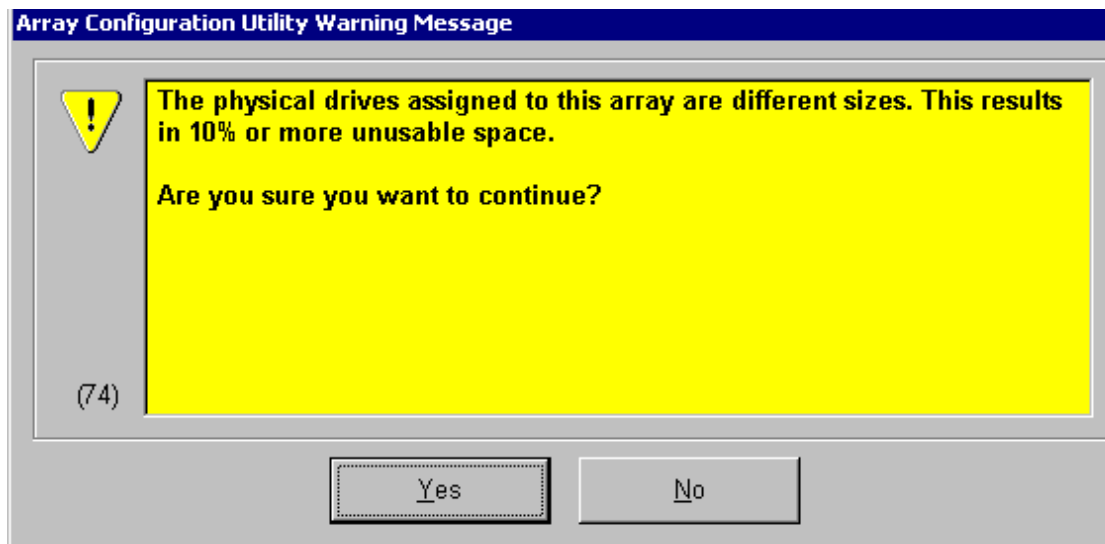 Array Configuration Utility Warning Message
The physical drives assigned to this array are different sizes. This results
in 10% or more unusable space.
Are you sure you want to continue?
(74)
Yes
No